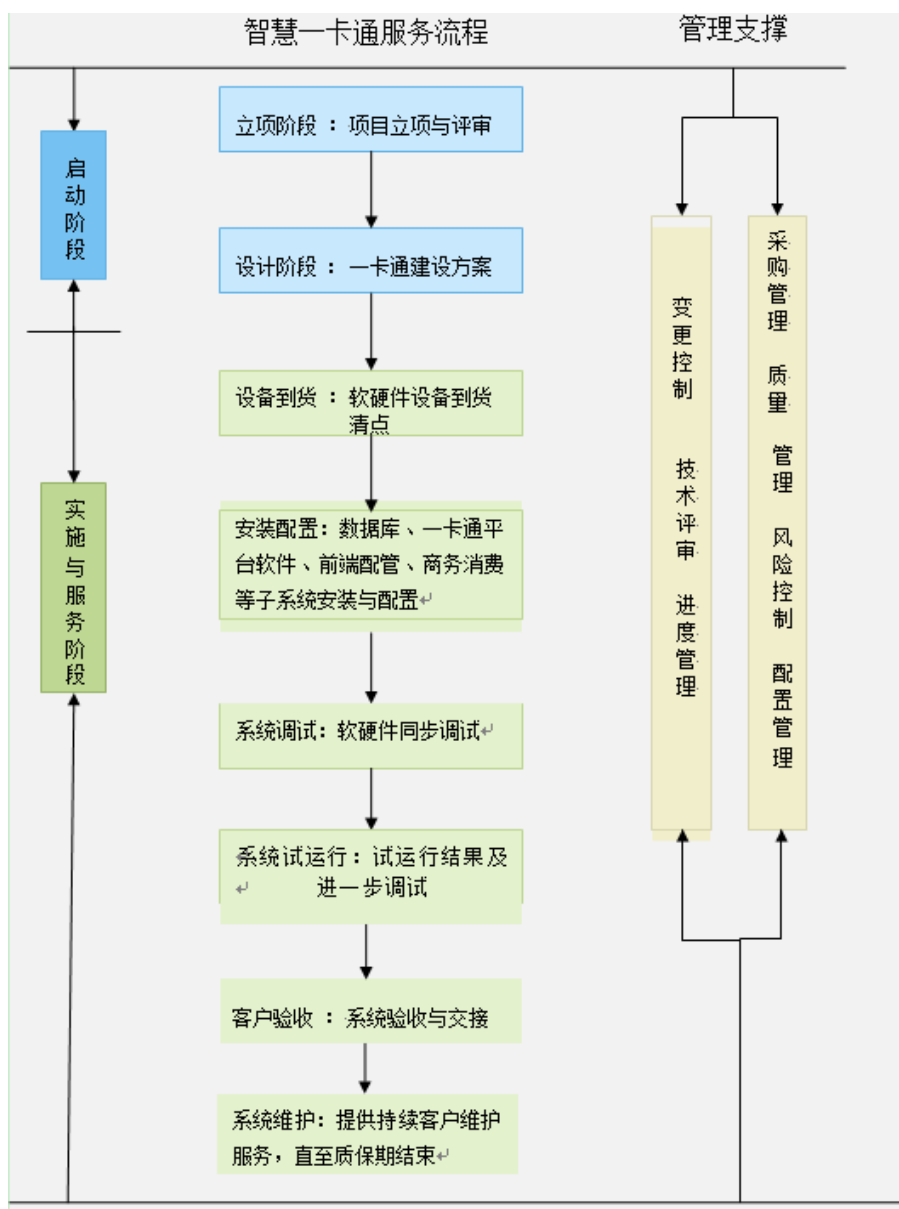 智慧一卡通服务流程
管理支撑
启动阶段
实施与服务阶段
立项阶段 ： 项目立项与评审
设计阶段 ： 一卡通建设方案
设备到货 ： 软硬件设备到货
清点
安装配置：数据库、一卡通平
台软件、前端配管、商务消费
等子系统安装与配置↵
系统调试：软硬件同步调试↵
系统试运行：试运行结果及
↵ 进一步调试
客户验收 ： 系统验收与交接
系统维护：提供持续客户维护
服务，直至质保期结束↵
变更控制 技术评审 进度管理
采购管理 质量 管理 风险控制 配置管理